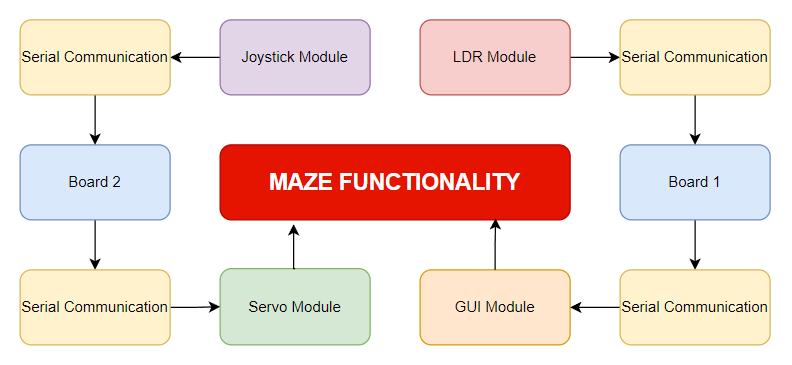 Serial Communication
Joystick Module
LDR Module
Serial Communication
Board 2
MAZE FUNCTIONALITY
Board 1
Serial Communication
Servo Module
GUI Module
Serial Communication